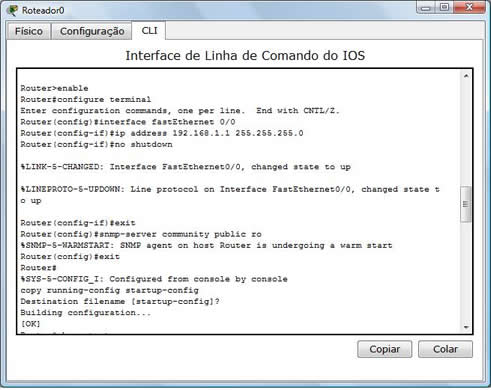 Roteador0
Físico
Configuração
CLI
Interface de Linha de Comando do IOS
Router>enable
Router#configure terminal
Enter configuration commands, one per line.  End with CNTL/Z.
Router(config)#interface fastEthernet 0/0
Router(config-if)#ip address 192.168.1.1 255.255.255.0
Router(config-if)#no shutdown
%LINK-5-CHANGED: Interface FastEthernet0/0, changed state to up
%LINEPROTO-5-UPDOWN: Line protocol on Interface FastEthernet0/0, changed state t
o up
Router(config-if)#exit
Router(config)#snmp-server community public ro
%SNMP-5-WARMSTART: SNMP agent on host Router is undergoing a warm start
Router(config)#exit
Router#
%SYS-5-CONFIG_I: Configured from console by console
copy running-config startup-config
Destination filename [startup-config]?
Building configuration...
[OK]
Copiar
Colar